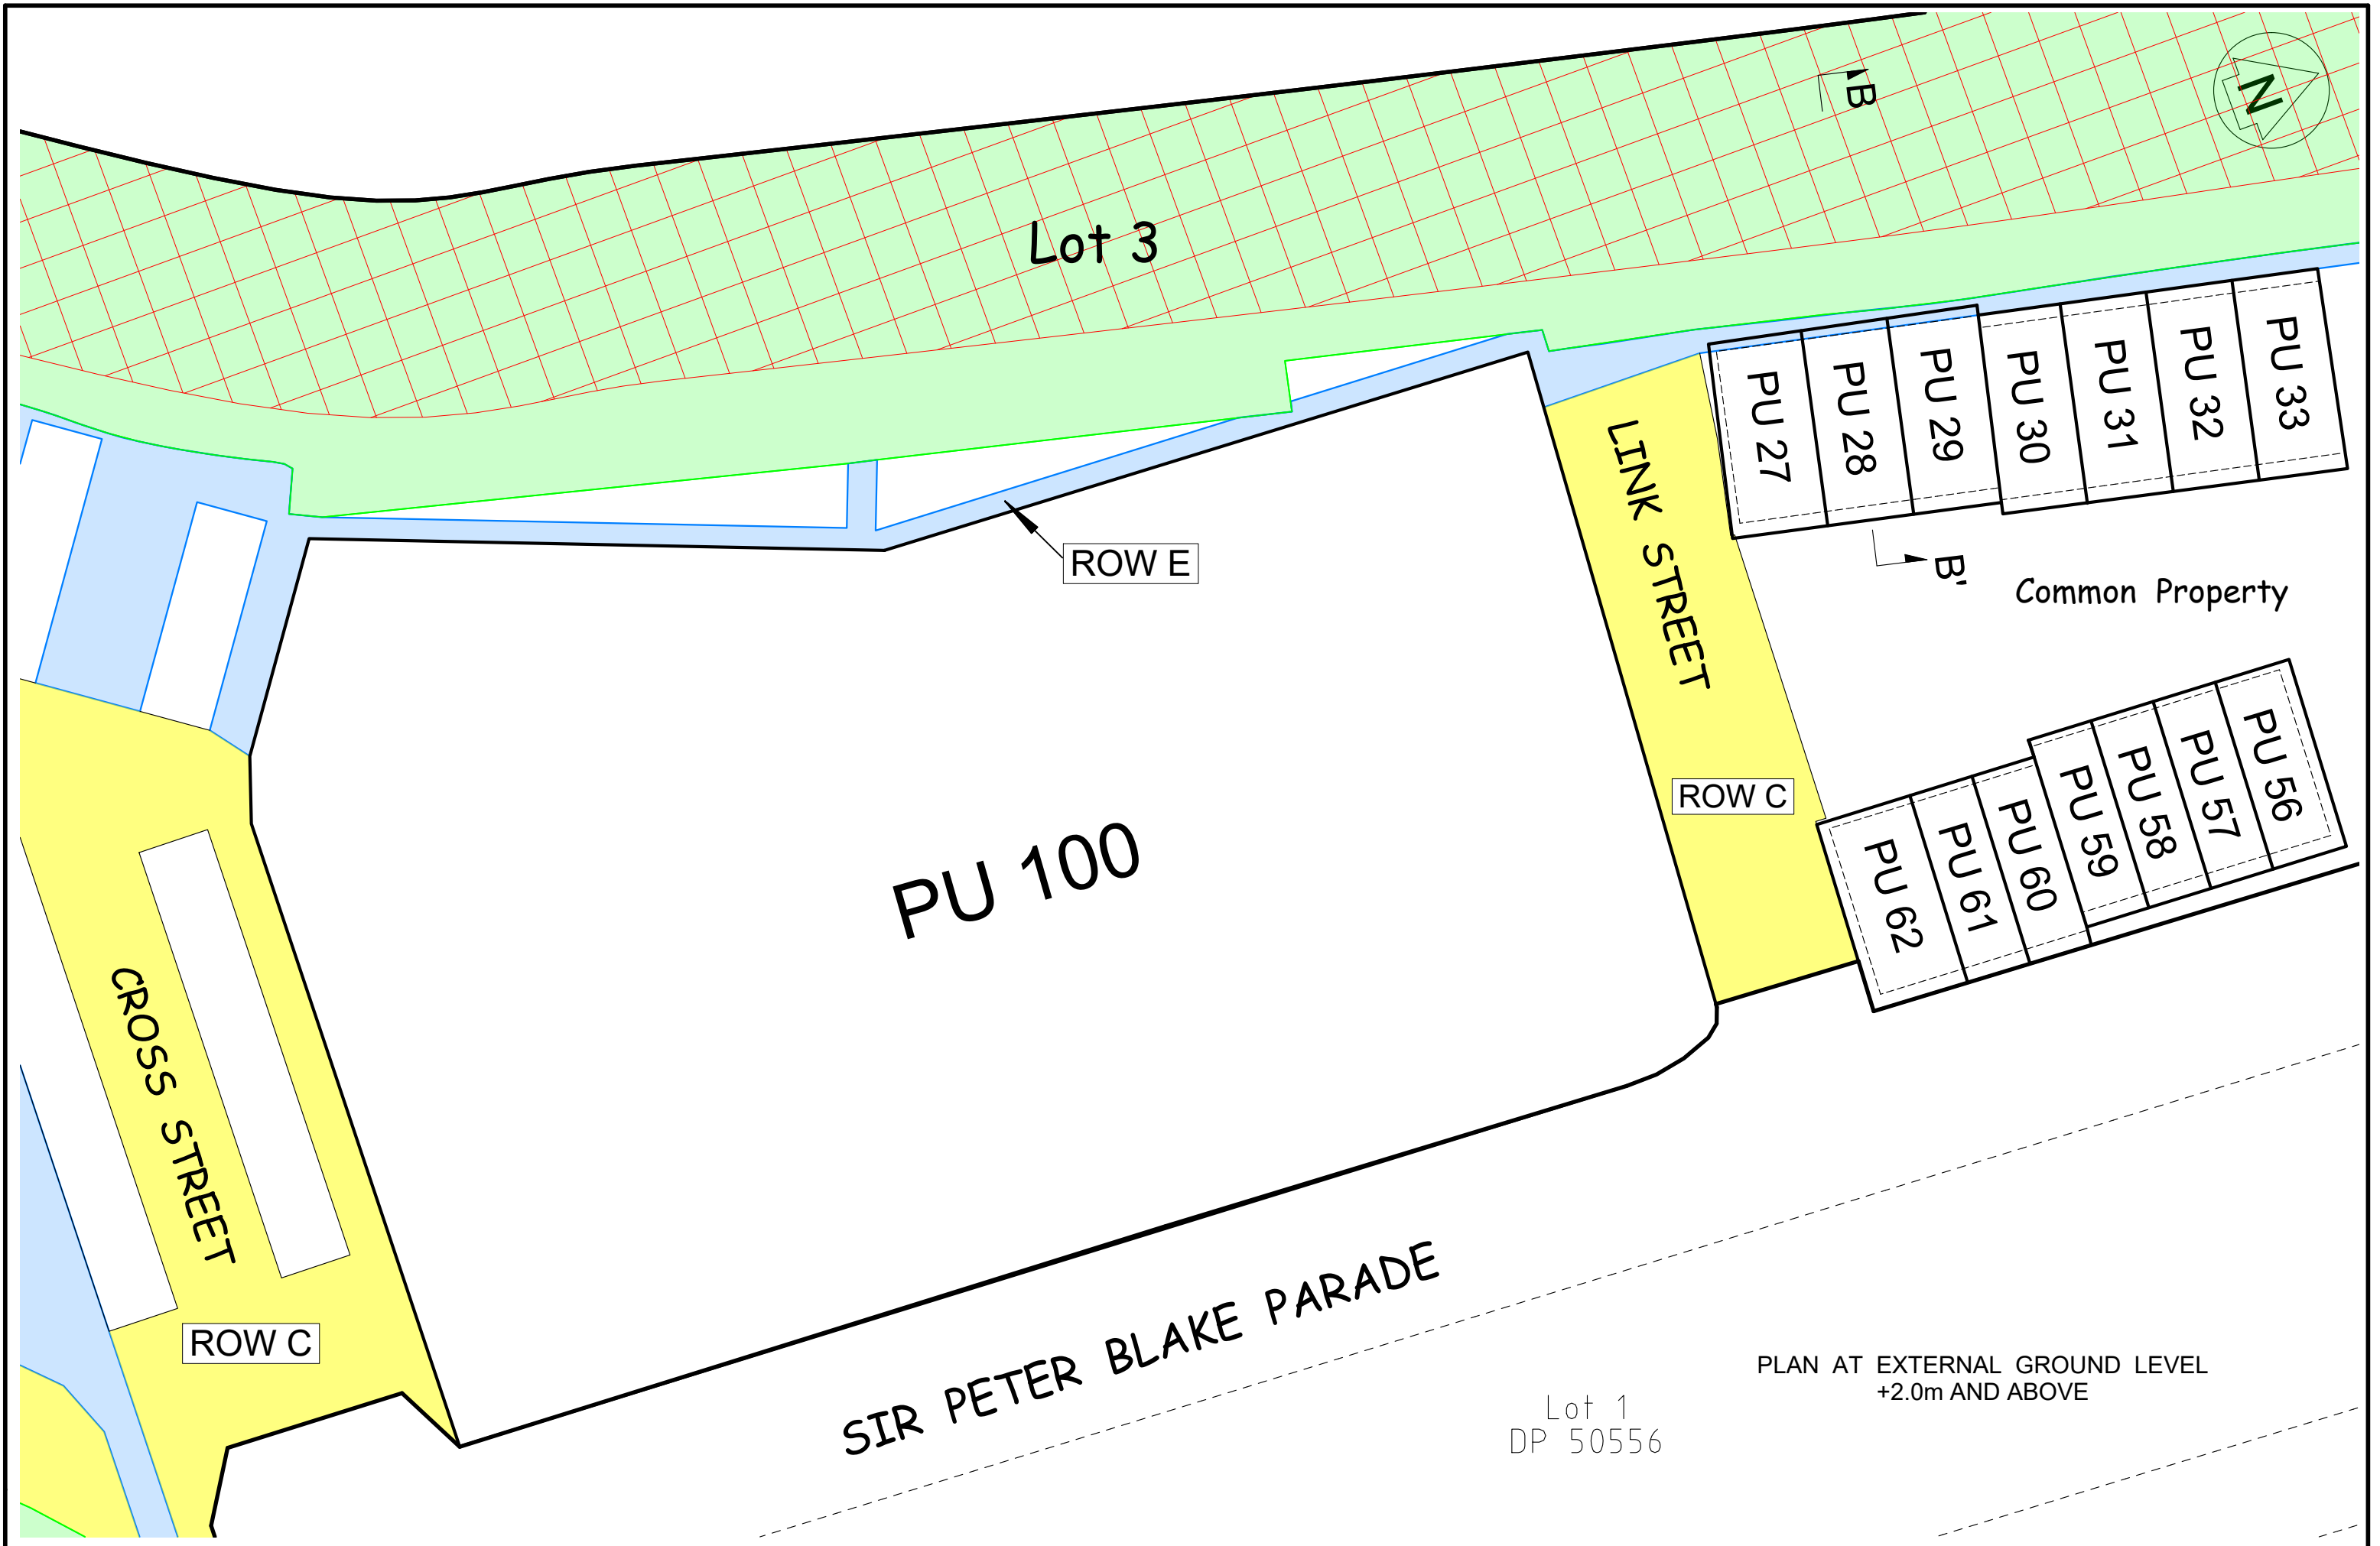 B
N
Lot 3
PU 33
PU 32
PU 31
PU 30
PU 29
PU 28
PU 27
LINK STREET
ROW E
B'
Common Property
PU 56
PU 57
PU 58
PU 59
PU 60
PU 61
PU 62
ROW C
PU 100
CROSS STREET
ROW C
SIR PETER BLAKE PARADE
PLAN AT EXTERNAL GROUND LEVEL
+2.0m AND ABOVE
Lot 1
DP 50556